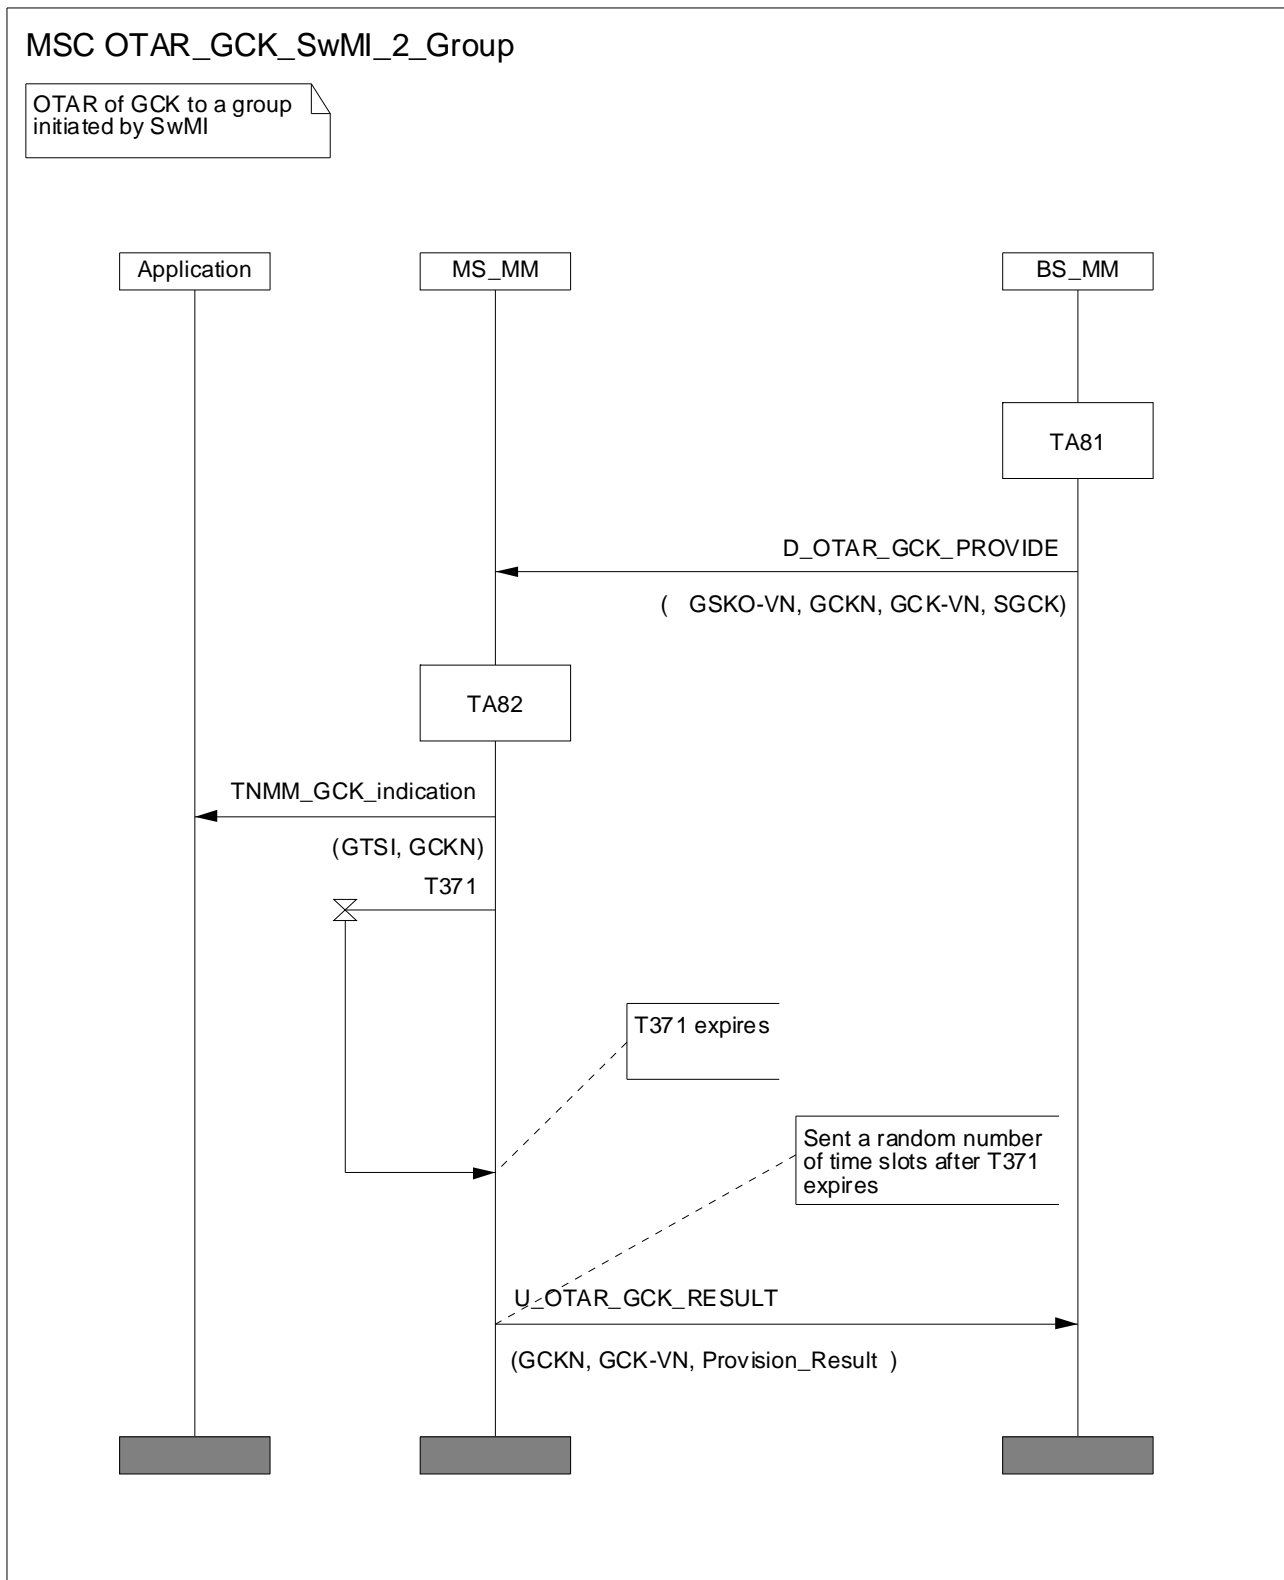 MSC OTAR_GCK_SwMI_2_Group
OTAR of GCK to a group
initiated by SwMI
Application
MS_MM
BS_MM
TA81
D_OTAR_GCK_PROVIDE
( GSKO-VN, GCKN, GCK-VN, SGCK)
TA82
TNMM_GCK_indication
(GTSI, GCKN)
T371
T371 expires
Sent a random number
of time slots after T371
expires
U_OTAR_GCK_RESULT
(GCKN, GCK-VN, Provision_Result )